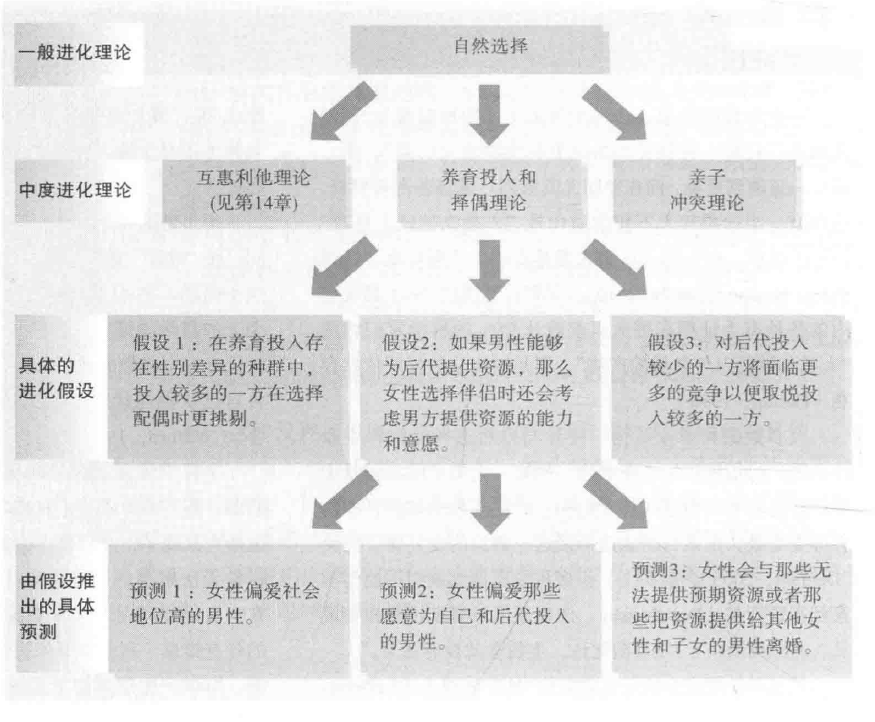 一般进化理论
自然选择
中度进化理论
互惠利他理论
(见第14章)
养育投入和
择偶理论
亲子
冲突理论
具体的
进化假设
假设1：在养育投入存
在性别差异的种群中，
投入较多的一方在选择
配偶时更挑剔。
假设2：如果男性能够
为后代提供资源，那么
女性选择伴侣时还会考
虑男方提供资源的能力
和意愿。
假设3：对后代投入
较少的一方将面临更
多的竞争以便取悦投
入较多的一方。
由假设推
出的具体
预测
预测1：女性偏爱社会
地位高的男性。
预测2：女性偏爱那些
愿意为自己和后代投入
的男性。
预测3：女性会与那些无
法提供预期资源或者那
些把资源提供给其他女
性和子女的男性离婚。